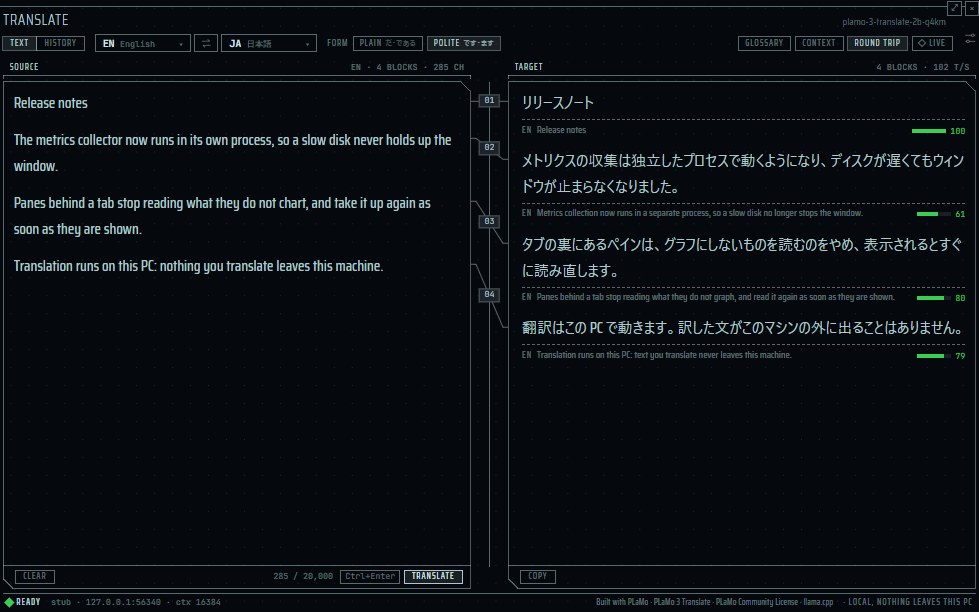 TRANSLATE
plamo-3-translate-2b-q4km
TEXT HISTORY EN English JA 日本語 FORM PLAIN だ・である POLITE です・ます GLOSSARY CONTEXT ROUND TRIP LIVE
SOURCE EN · 4 BLOCKS · 285 CH
TARGET 4 BLOCKS · 102 T/S
Release notes
The metrics collector now runs in its own process, so a slow disk never holds up the
window.
Panes behind a tab stop reading what they do not chart, and take it up again as
soon as they are shown.
Translation runs on this PC: nothing you translate leaves this machine.
01
02
03
04
リリースノート
EN Release notes 100
メトリクスの収集は独立したプロセスで動くようになり、ディスクが遅くてもウィン
ドウが止まらなくなりました。
EN Metrics collection now runs in a separate process, so a slow disk no longer stops the window. 61
タブの裏にあるペインは、グラフにしないものを読むのをやめ、表示されるとすぐ
に読み直します。
EN Panes behind a tab stop reading what they do not graph, and read it again as soon as they are shown. 80
翻訳はこの PC で動きます。訳した文がこのマシンの外に出ることはありません。
EN Translation runs on this PC: text you translate never leaves this machine. 79
CLEAR 285 / 20,000 Ctrl+Enter TRANSLATE
COPY
READY stub · 127.0.0.1:56340 · ctx 16384
Built with PLaMo · PLaMo 3 Translate · PLaMo Community License · llama.cpp · LOCAL, NOTHING LEAVES THIS PC